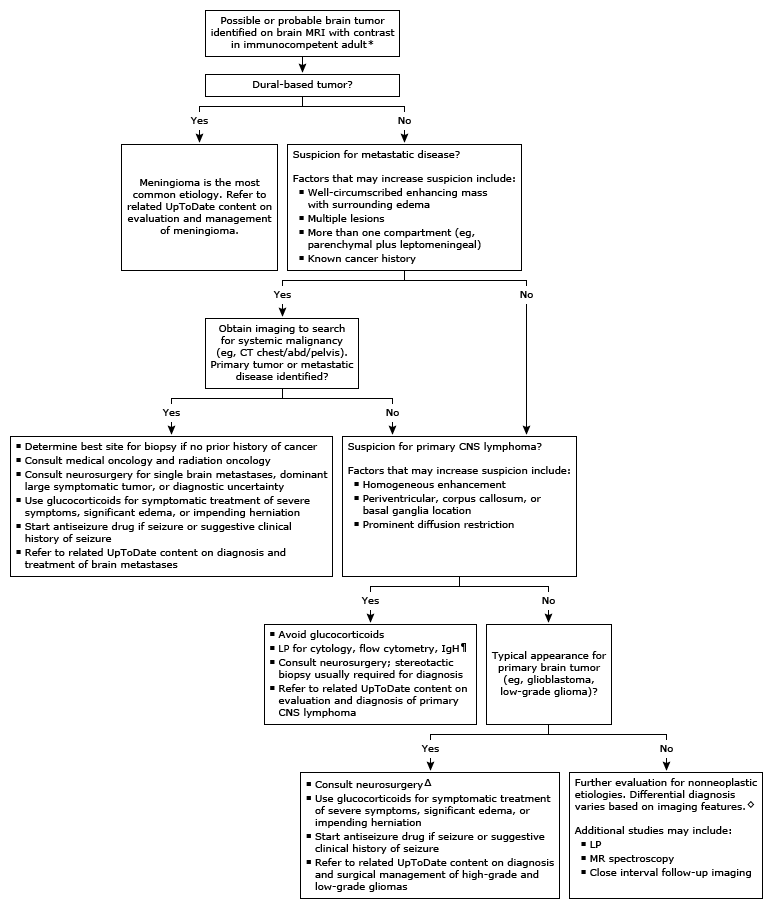 Possible or probable brain tumor
identified on brain MRI with contrast
in immunocompetent adult*
Dural-based tumor?
Yes
No
Meningioma is the most
common etiology. Refer to
related UpToDate content on
evaluation and management
of meningioma.
Suspicion for metastatic disease?
Factors that may increase suspicion include:
▪ Well-circumscribed enhancing mass
with surrounding edema
▪ Multiple lesions
▪ More than one compartment (eg,
parenchymal plus leptomeningeal)
▪ Known cancer history
Yes
No
Obtain imaging to search
for systemic malignancy
(eg, CT chest/abd/pelvis).
Primary tumor or metastatic
disease identified?
Yes
No
▪ Determine best site for biopsy if no prior history of cancer
▪ Consult medical oncology and radiation oncology
▪ Consult neurosurgery for single brain metastases, dominant
large symptomatic tumor, or diagnostic uncertainty
▪ Use glucocorticoids for symptomatic treatment of severe
symptoms, significant edema, or impending herniation
▪ Start antiseizure drug if seizure or suggestive clinical
history of seizure
▪ Refer to related UpToDate content on diagnosis and
treatment of brain metastases
Suspicion for primary CNS lymphoma?
Factors that may increase suspicion include:
▪ Homogeneous enhancement
▪ Periventricular, corpus callosum, or
basal ganglia location
▪ Prominent diffusion restriction
Yes
No
▪ Avoid glucocorticoids
▪ LP for cytology, flow cytometry, IgH¶
▪ Consult neurosurgery; stereotactic
biopsy usually required for diagnosis
▪ Refer to related UpToDate content on
evaluation and diagnosis of primary
CNS lymphoma
Typical appearance for
primary brain tumor
(eg, glioblastoma,
low-grade glioma)?
Yes
No
▪ Consult neurosurgeryΔ
▪ Use glucocorticoids for symptomatic treatment
of severe symptoms, significant edema, or
impending herniation
▪ Start antiseizure drug if seizure or suggestive
clinical history of seizure
▪ Refer to related UpToDate content on diagnosis
and surgical management of high-grade and
low-grade gliomas
Further evaluation for nonneoplastic
etiologies. Differential diagnosis
varies based on imaging features.◇
Additional studies may include:
▪ LP
▪ MR spectroscopy
▪ Close interval follow-up imaging